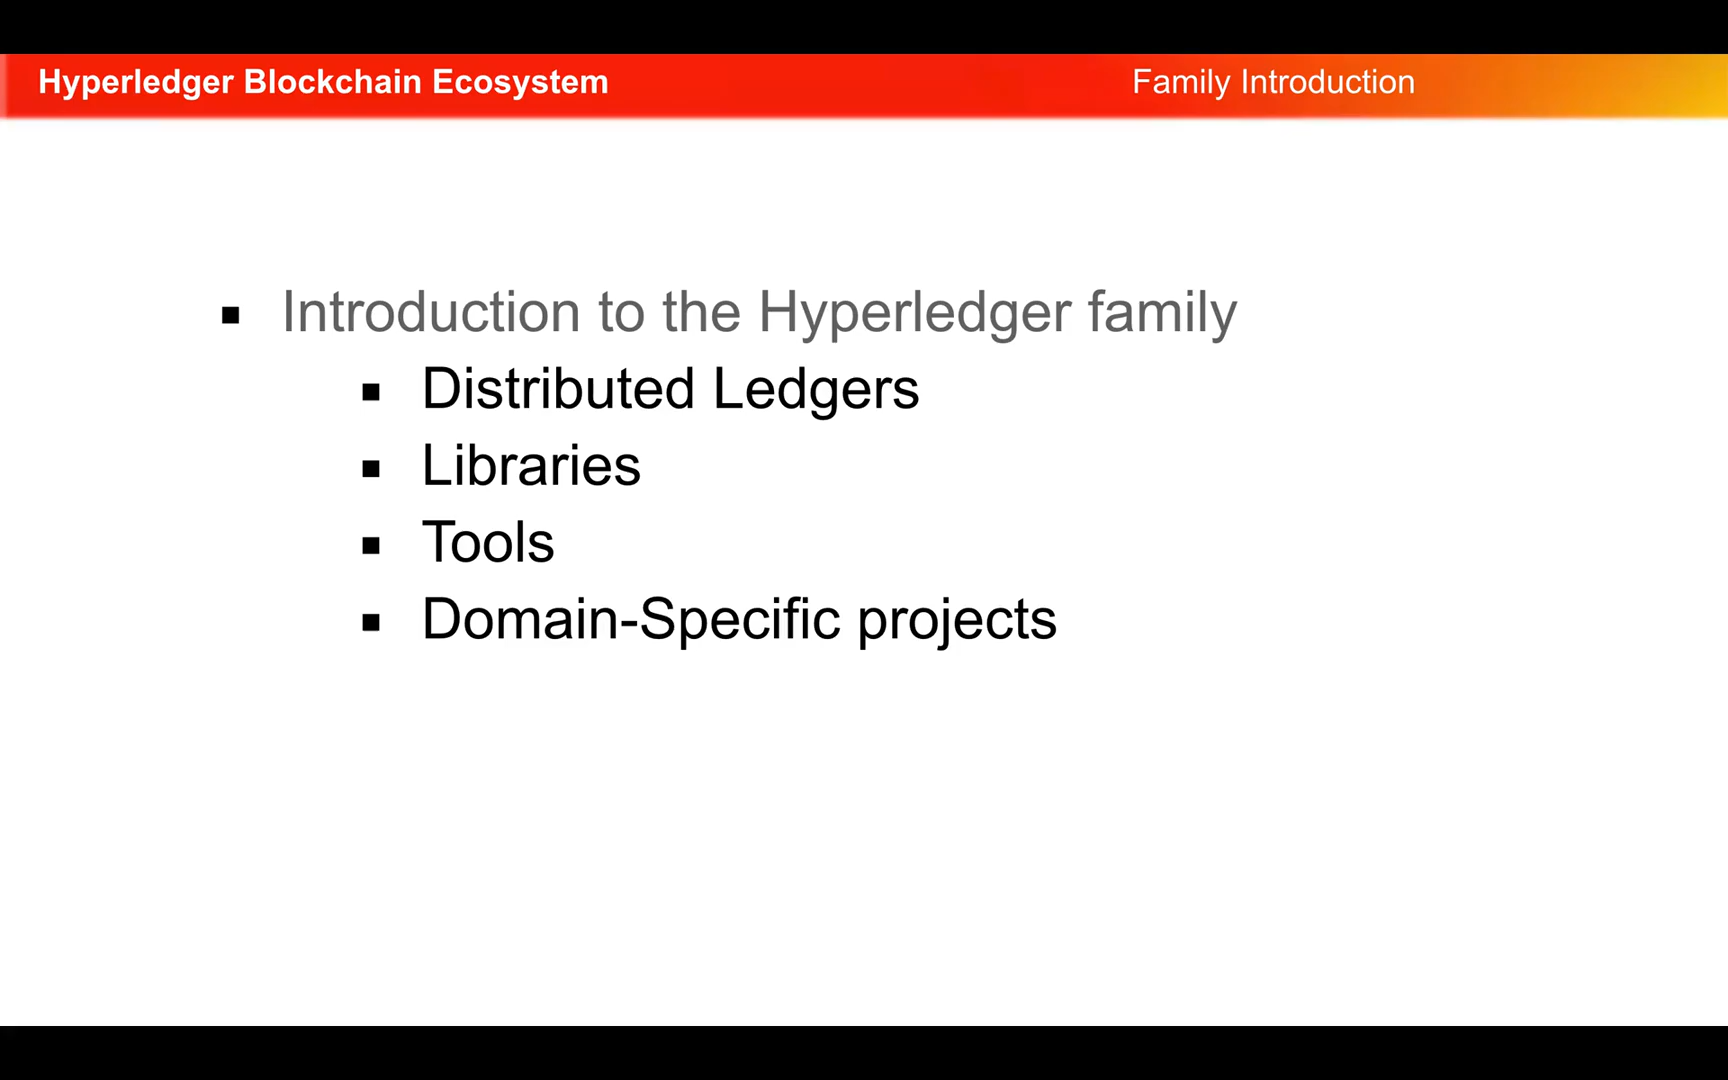 Hyperledger Blockchain Ecosystem
Family Introduction
▪ Introduction to the Hyperledger family
▪ Distributed Ledgers
▪ Libraries
▪ Tools
▪ Domain-Specific projects